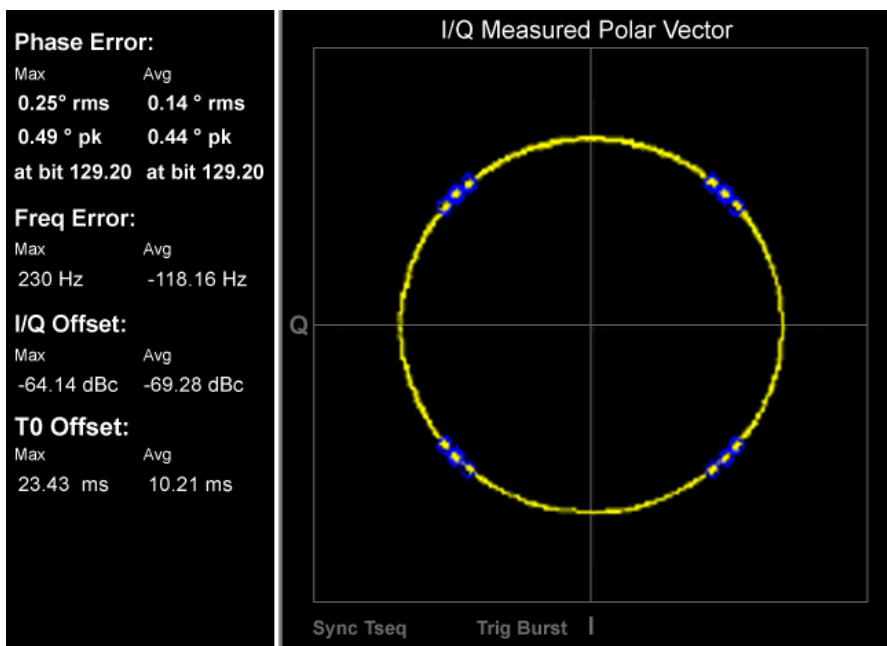 Phase Error:
Max Avg
0.25° rms 0.14 ° rms
0.49 ° pk 0.44 ° pk
at bit 129.20 at bit 129.20
Freq Error:
Max Avg
230 Hz -118.16 Hz
I/Q Offset:
Max Avg
-64.14 dBc -69.28 dBc
T0 Offset:
Max Avg
23.43 ms 10.21 ms
I/Q Measured Polar Vector
Q
Sync Tseq Trig Burst I